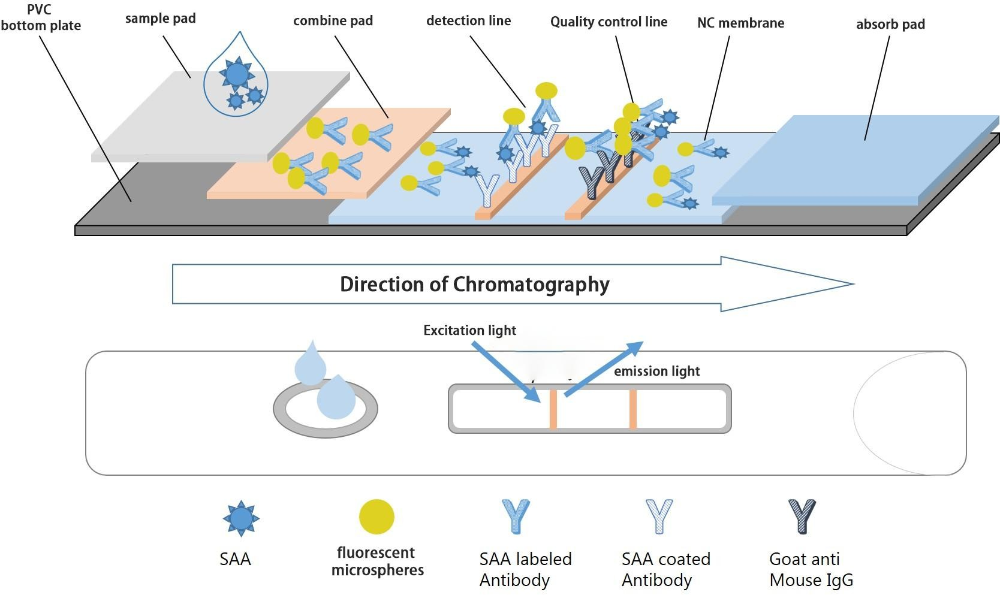 PVC
bottom plate
sample pad
combine pad
detection line
Quality control line
NC membrane
absorb pad
Direction of Chromatography
Excitation light
emission light
SAA
fluorescent
microspheres
SAA labeled
Antibody
SAA coated
Antibody
Goat anti
Mouse IgG